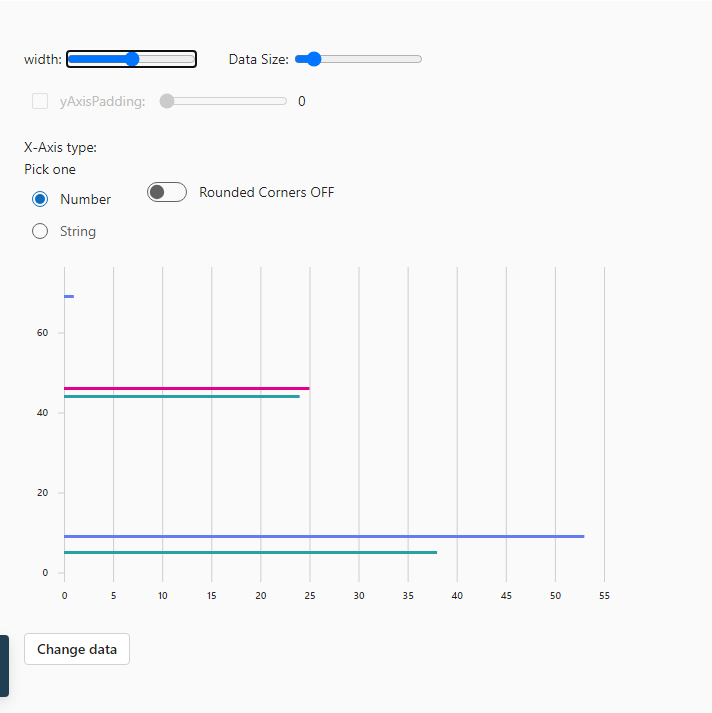 width: Data Size:
yAxisPadding: 0
X-Axis type:
Pick one
Number Rounded Corners OFF
String
60
40
20
0
0 5 10 15 20 25 30 35 40 45 50 55
Change data